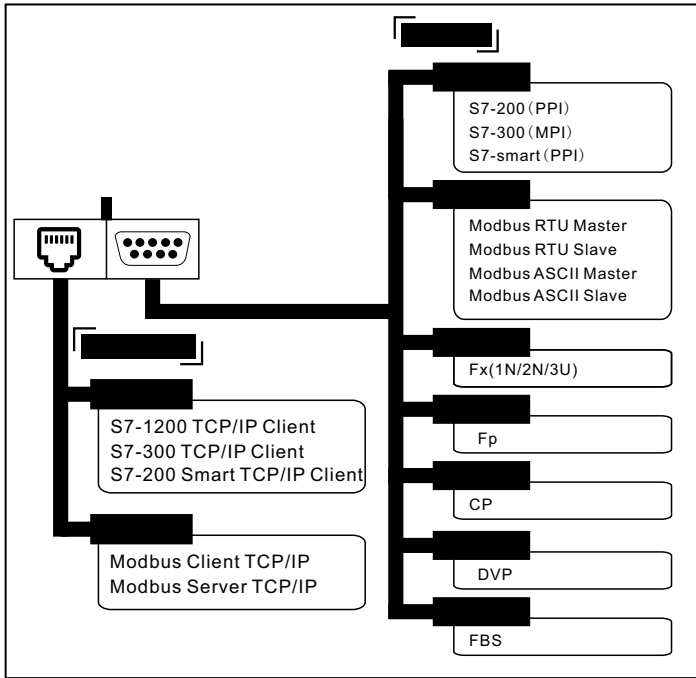 S7-200（PPI）
S7-300（MPI）
S7-smart（PPI）
Modbus RTU Master
Modbus RTU Slave
Modbus ASCII Master
Modbus ASCII Slave
Fx(1N/2N/3U)
Fp
CP
DVP
FBS
S7-1200 TCP/IP Client
S7-300 TCP/IP Client
S7-200 Smart TCP/IP Client
Modbus Client TCP/IP
Modbus Server TCP/IP